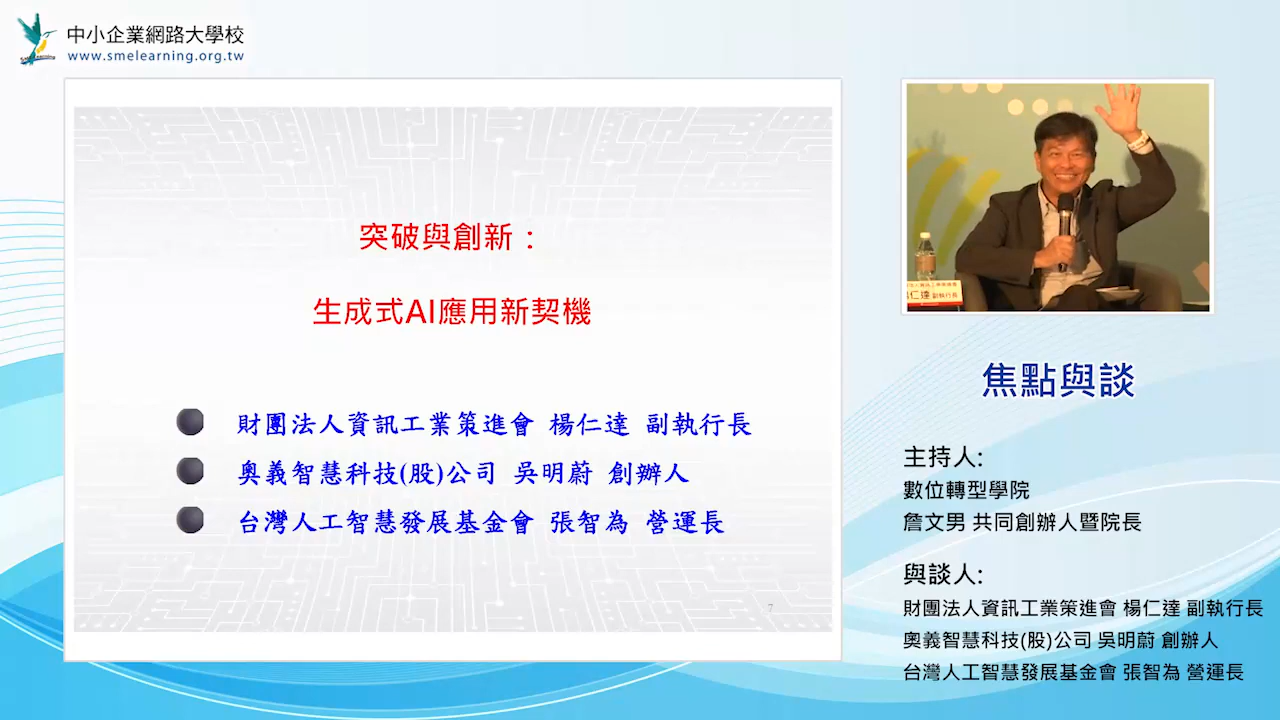 中小企業網路大學校
www.smelearning.org.tw
突破與創新：
生成式AI應用新契機
財團法人資訊工業策進會 楊仁達 副執行長
奧義智慧科技(股)公司 吳明蔚 創辦人
台灣人工智慧發展基金會 張智為 營運長
7
仁達 副執行長
焦點與談
主持人:
數位轉型學院
詹文男 共同創辦人暨院長
與談人:
財團法人資訊工業策進會 楊仁達 副執行長
奧義智慧科技(股)公司 吳明蔚 創辦人
台灣人工智慧發展基金會 張智為 營運長